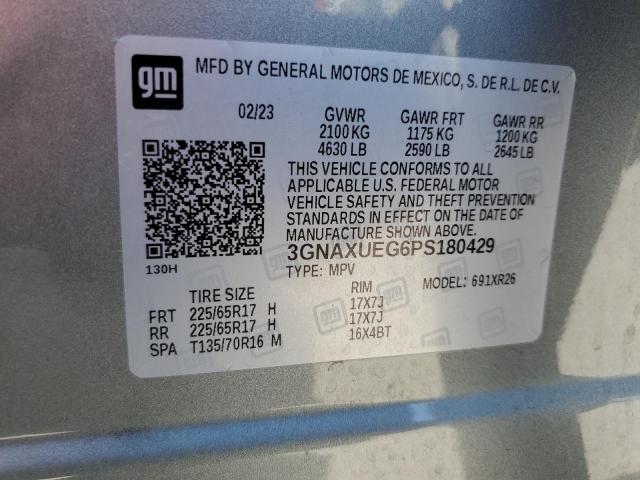 gm
MFD BY GENERAL MOTORS DE MEXICO, S. DE R.L. DE C.V.
02/23 GVWR GAWR FRT GAWR RR
2100 KG 1175 KG 1200 KG
4630 LB 2590 LB 2645 LB
THIS VEHICLE CONFORMS TO ALL
APPLICABLE U.S. FEDERAL MOTOR
VEHICLE SAFETY AND THEFT PREVENTION
STANDARDS IN EFFECT ON THE DATE OF
MANUFACTURE SHOWN ABOVE.
3GNAXUEG6PS180429
130H TYPE: MPV MODEL: 691XR26
TIRE SIZE RIM
FRT 225/65R17 H 17X7J
RR 225/65R17 H 17X7J
SPA T135/70R16 M 16X4BT